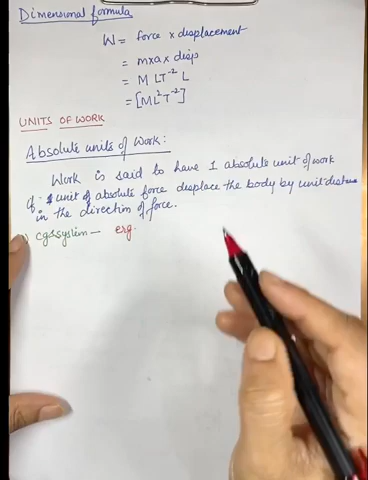 Dimensional formula
W = force x displacement
= mxax disp
= M LT⁻² L
= [ML²T⁻²]
UNITS OF WORK
Absolute units of Work:
Work is said to have 1 absolute unit of work
if unit of absolute force displace the body by unit distance
in the direction of force.
cgs system - erg.